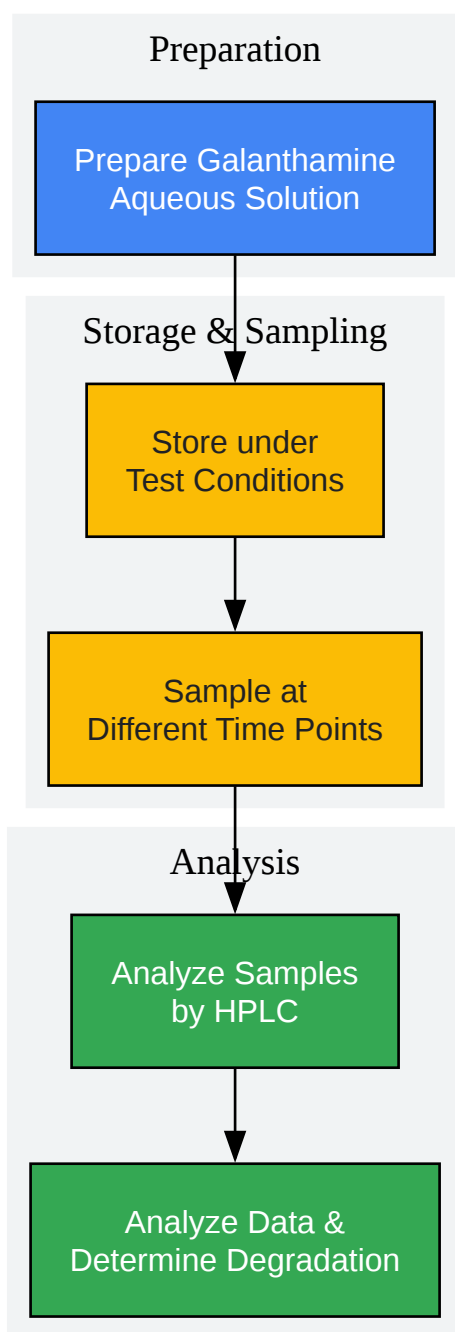 Preparation
Prepare Galanthamine
Aqueous Solution
Storage & Sampling
Store under
Test Conditions
Sample at
Different Time Points
Analysis
Analyze Samples
by HPLC
Analyze Data &
Determine Degradation